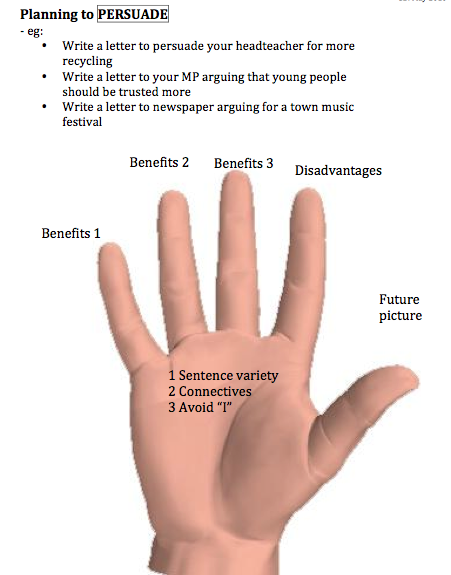 Planning to PERSUADE
- eg:
• Write a letter to persuade your headteacher for more
recycling
• Write a letter to your MP arguing that young people
should be trusted more
• Write a letter to newspaper arguing for a town music
festival
Benefits 2 Benefits 3 Disadvantages
Benefits 1
Future
picture
1 Sentence variety
2 Connectives
3 Avoid “I”